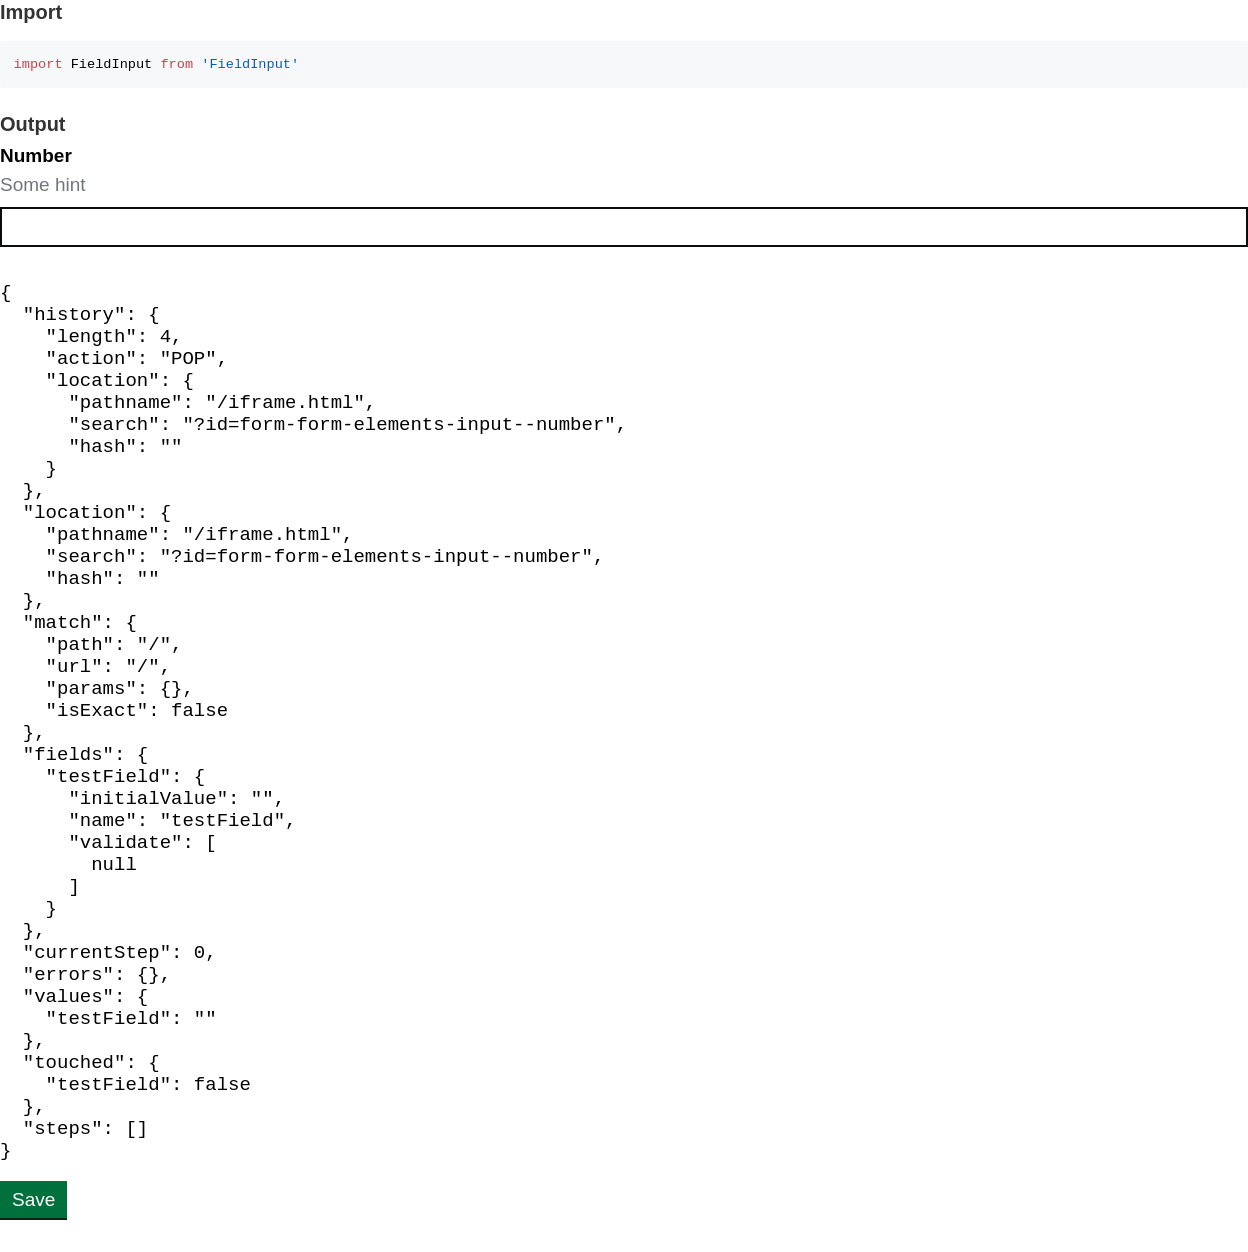 Import
import FieldInput from 'FieldInput'
Output
Number
Some hint
{
  "history": {
    "length": 4,
    "action": "POP",
    "location": {
      "pathname": "/iframe.html",
      "search": "?id=form-form-elements-input--number",
      "hash": ""
    }
  },
  "location": {
    "pathname": "/iframe.html",
    "search": "?id=form-form-elements-input--number",
    "hash": ""
  },
  "match": {
    "path": "/",
    "url": "/",
    "params": {},
    "isExact": false
  },
  "fields": {
    "testField": {
      "initialValue": "",
      "name": "testField",
      "validate": [
        null
      ]
    }
  },
  "currentStep": 0,
  "errors": {},
  "values": {
    "testField": ""
  },
  "touched": {
    "testField": false
  },
  "steps": []
}
Save